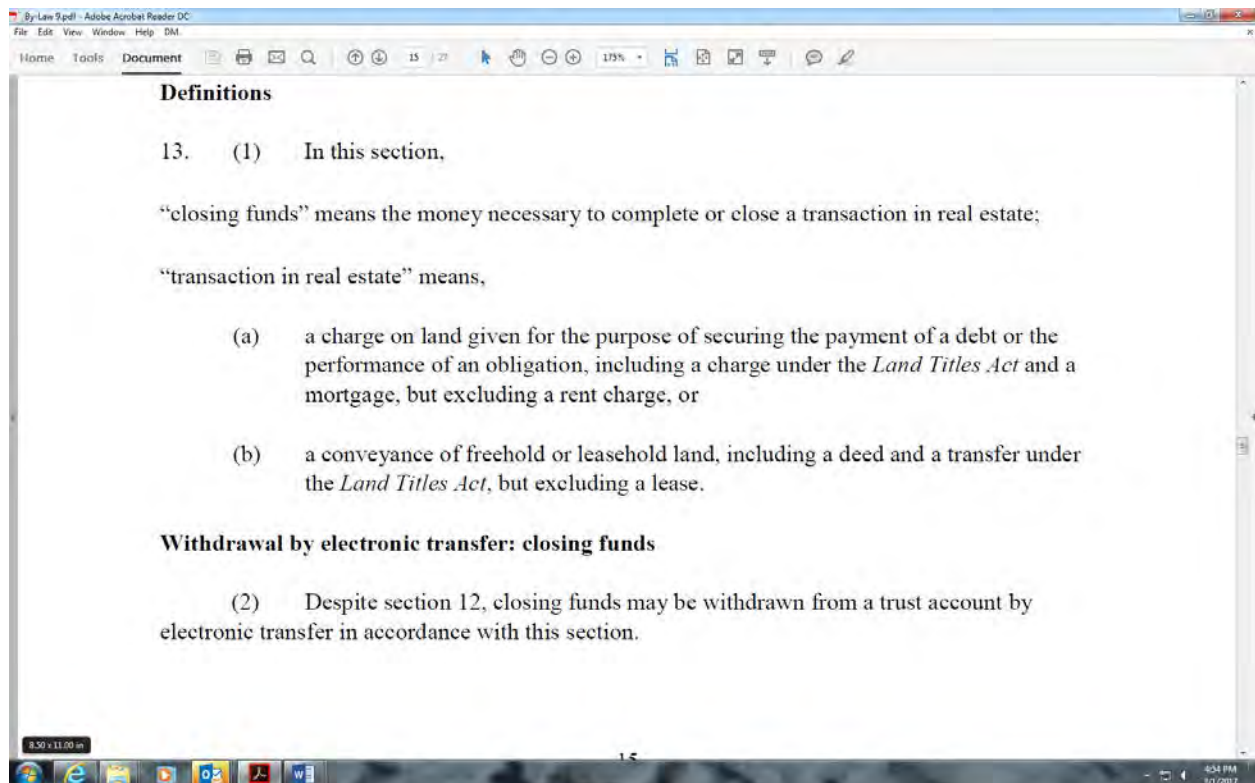 By-Law 9.pdf - Adobe Acrobat Reader DC
File Edit View Window Help DM
Home Tools Document 15 / 27 175%
Definitions
13. (1) In this section,
“closing funds” means the money necessary to complete or close a transaction in real estate;
“transaction in real estate” means,
(a) a charge on land given for the purpose of securing the payment of a debt or the
performance of an obligation, including a charge under the Land Titles Act and a
mortgage, but excluding a rent charge, or
(b) a conveyance of freehold or leasehold land, including a deed and a transfer under
the Land Titles Act, but excluding a lease.
Withdrawal by electronic transfer: closing funds
(2) Despite section 12, closing funds may be withdrawn from a trust account by
electronic transfer in accordance with this section.
8.50 x 11.00 in
15
4:54 PM